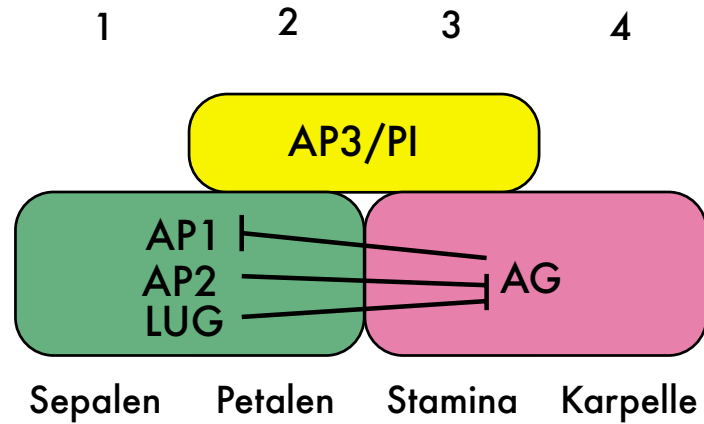 1 2 3 4
AP3/PI
AP1
AP2
LUG
AG
Sepalen Petalen Stamina Karpelle